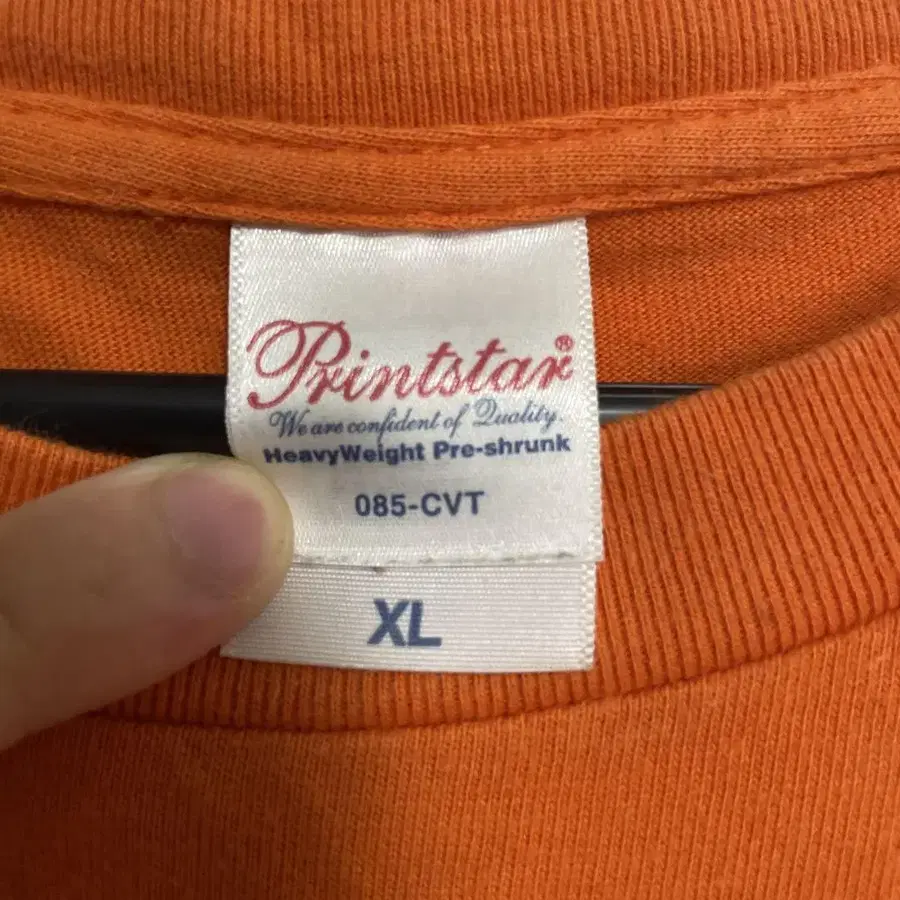 Printstar®
We are confident of Quality.
HeavyWeight Pre-shrunk
085-CVT
XL